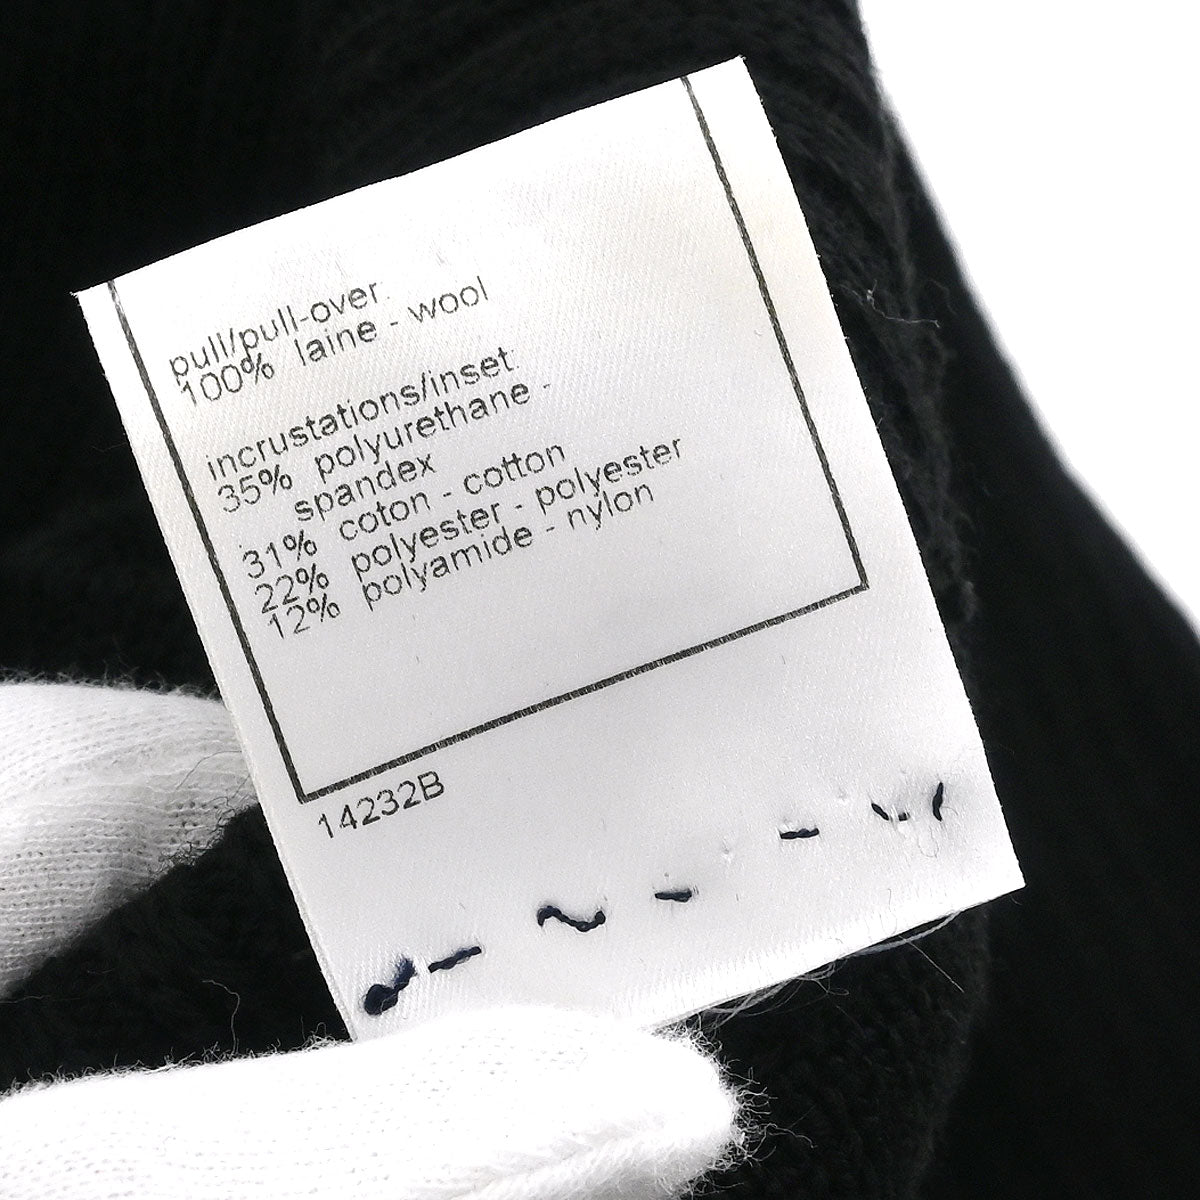 pull/pull-over:
100% laine - wool
incrustations/inset:
35% polyurethane -
spandex
31% coton - cotton
22% polyester - polyester
12% polyamide - nylon
14232B